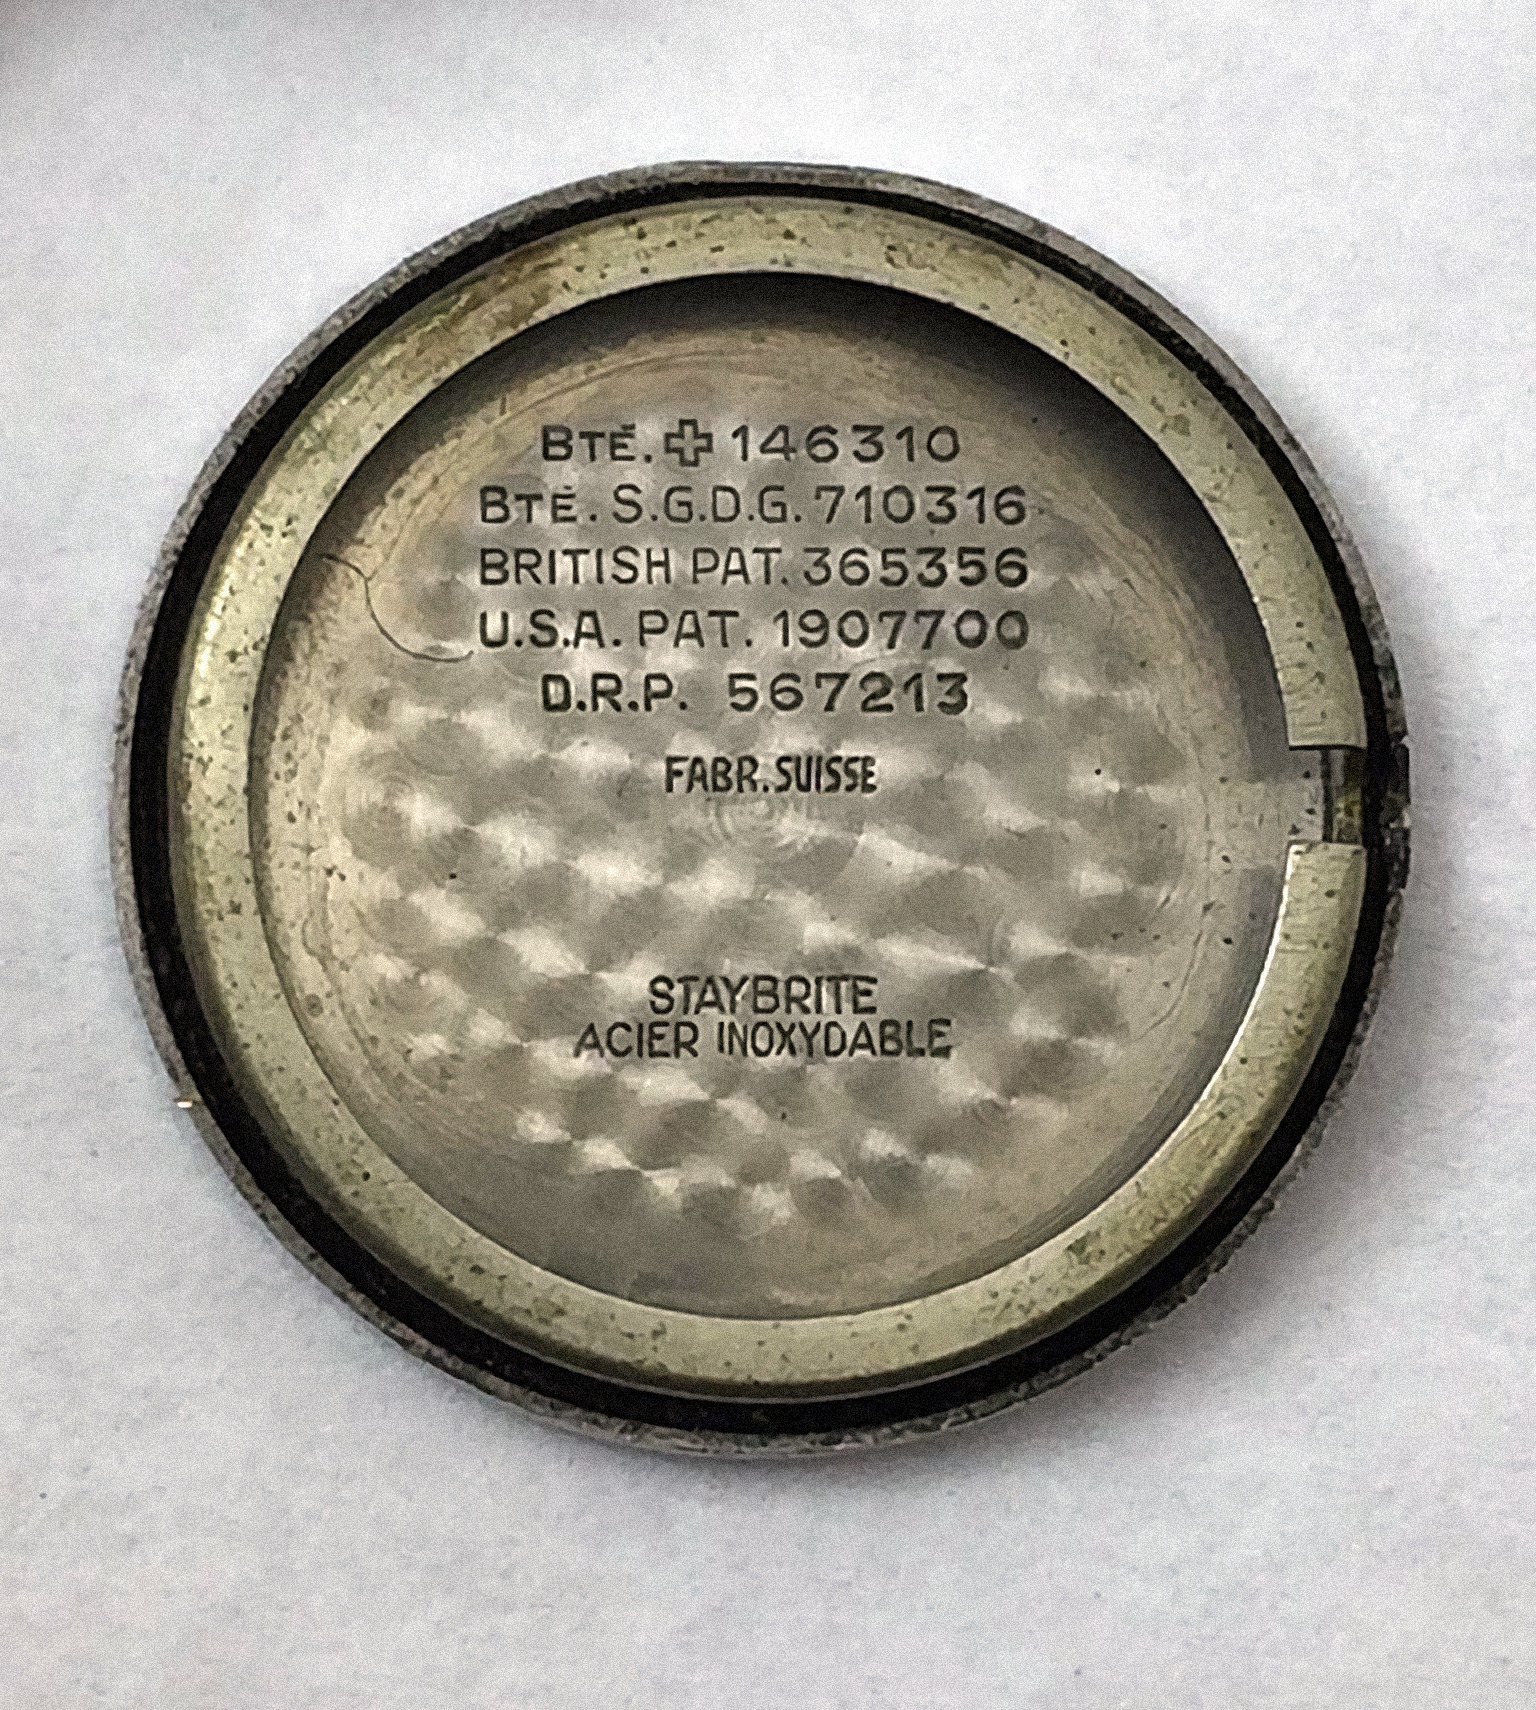 BTÉ. ✚ 146310
BTÉ. S.G.D.G. 710316
BRITISH PAT. 365356
U.S.A. PAT. 1907700
D.R.P. 567213
FABR. SUISSE
STAYBRITE
ACIER INOXYDABLE